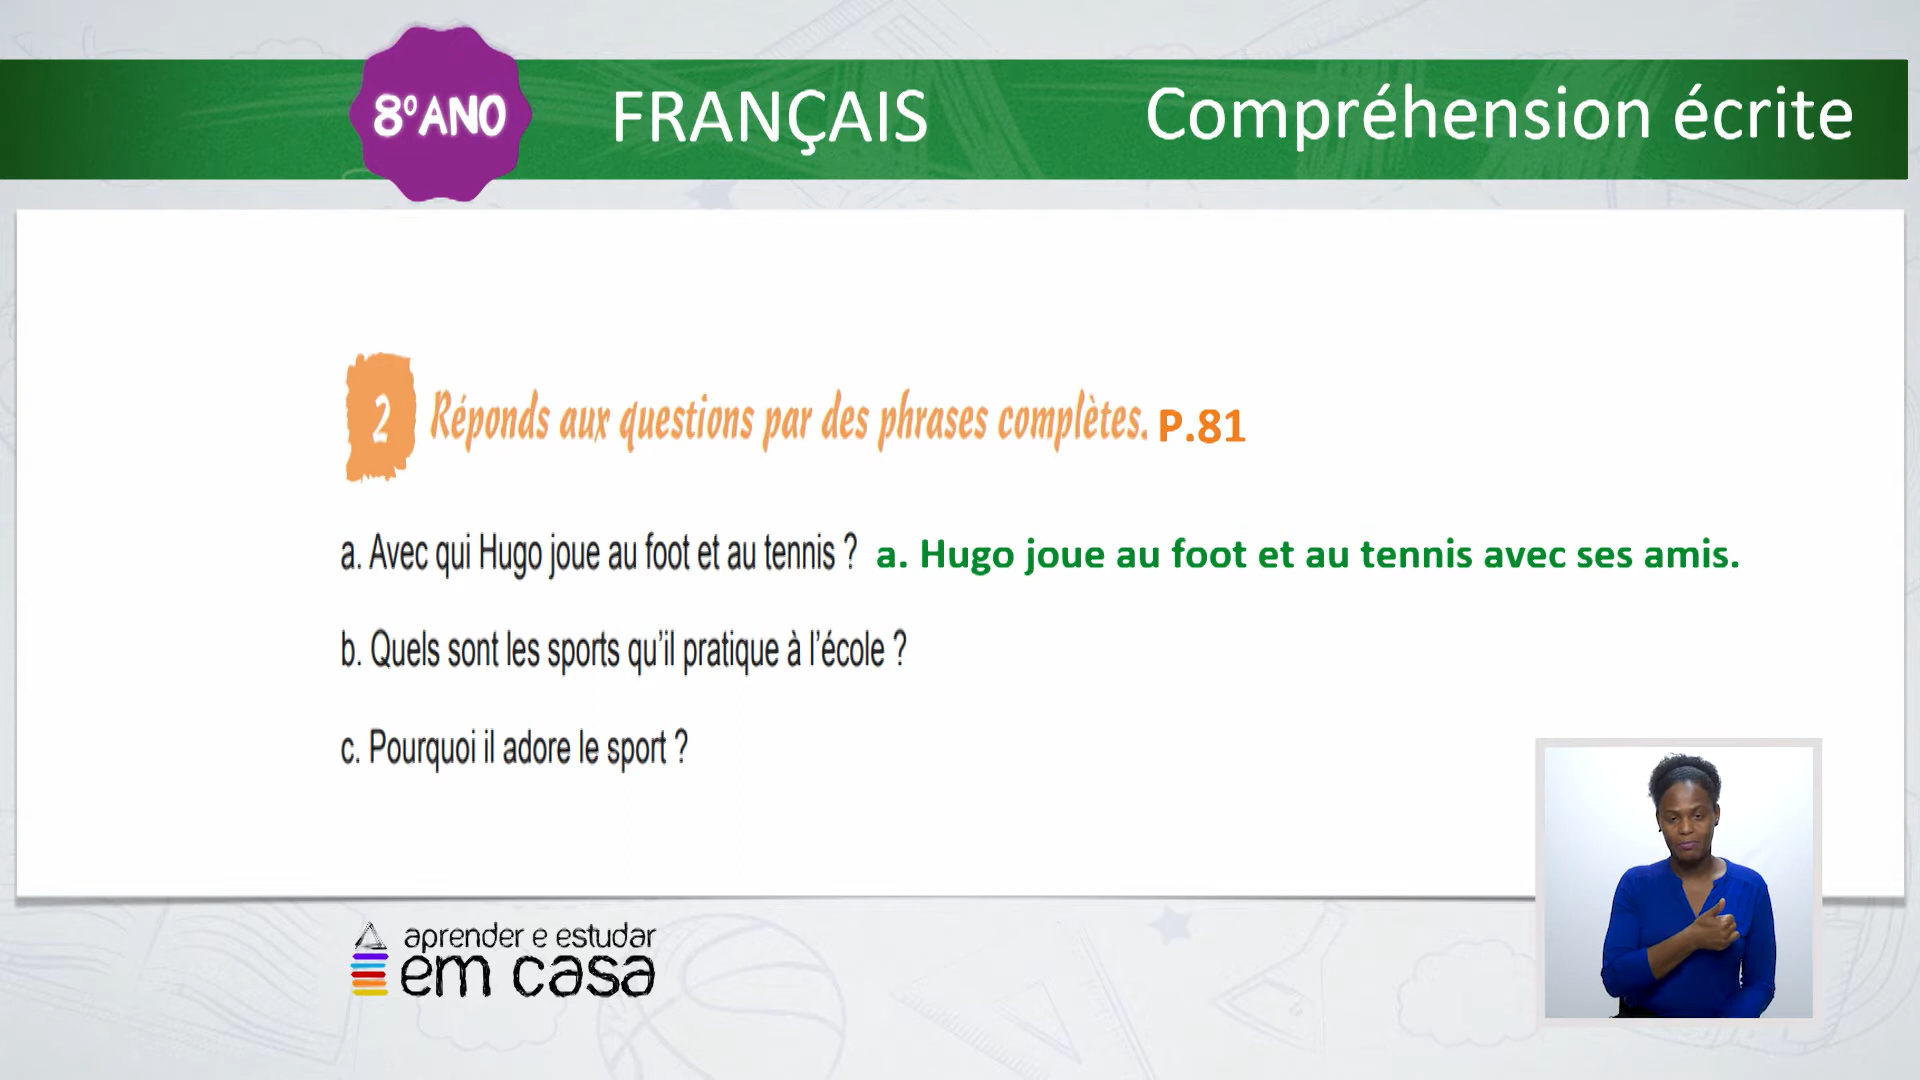 8º ANO
FRANÇAIS
Compréhension écrite
2 Réponds aux questions par des phrases complètes. P.81
a. Avec qui Hugo joue au foot et au tennis ? a. Hugo joue au foot et au tennis avec ses amis.
b. Quels sont les sports qu’il pratique à l’école ?
c. Pourquoi il adore le sport ?
aprender e estudar
em casa